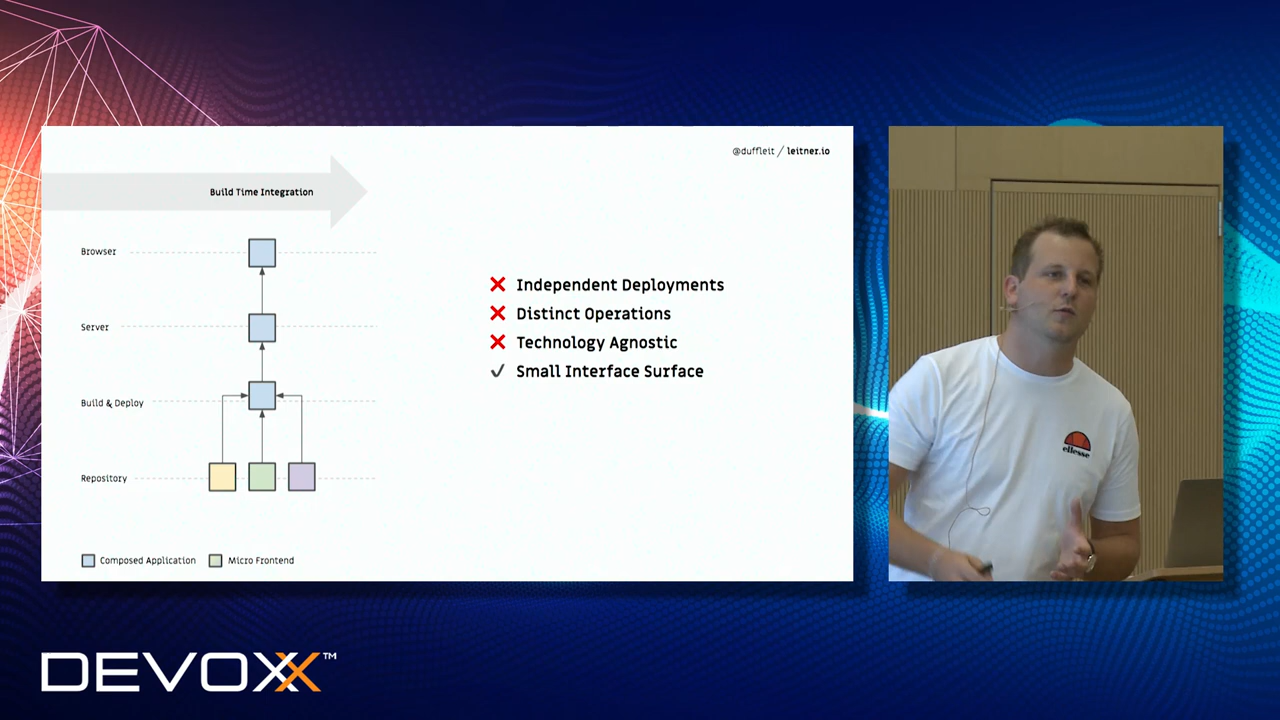 @duffleit / leitner.io
Build Time Integration
Browser
Server
Build & Deploy
Repository
Composed Application
Micro Frontend
Independent Deployments
Distinct Operations
Technology Agnostic
Small Interface Surface
ellesse
DEVOXX™